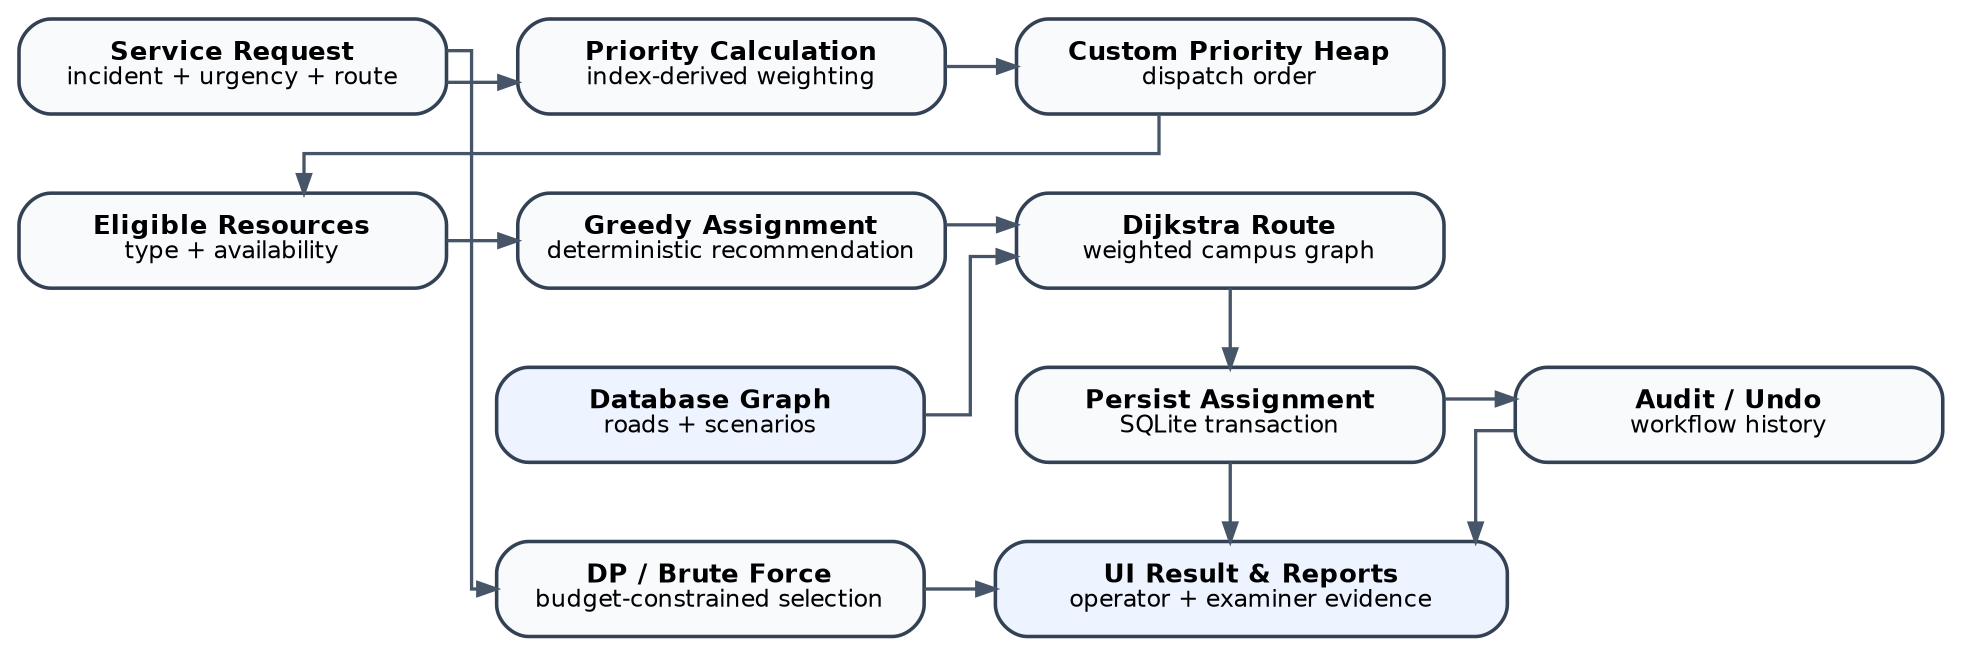 Service Request
incident + urgency + route
Priority Calculation
index-derived weighting
Custom Priority Heap
dispatch order
Eligible Resources
type + availability
Greedy Assignment
deterministic recommendation
Dijkstra Route
weighted campus graph
Database Graph
roads + scenarios
Persist Assignment
SQLite transaction
Audit / Undo
workflow history
DP / Brute Force
budget-constrained selection
UI Result & Reports
operator + examiner evidence